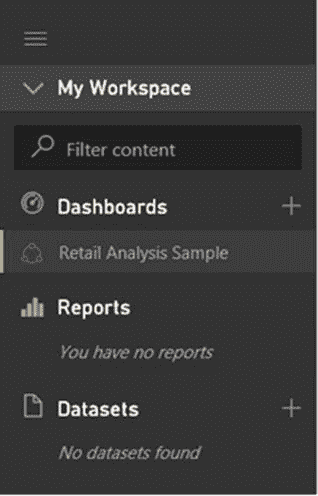 My Workspace
Filter content
Dashboards
Retail Analysis Sample
Reports
You have no reports
Datasets
No datasets found